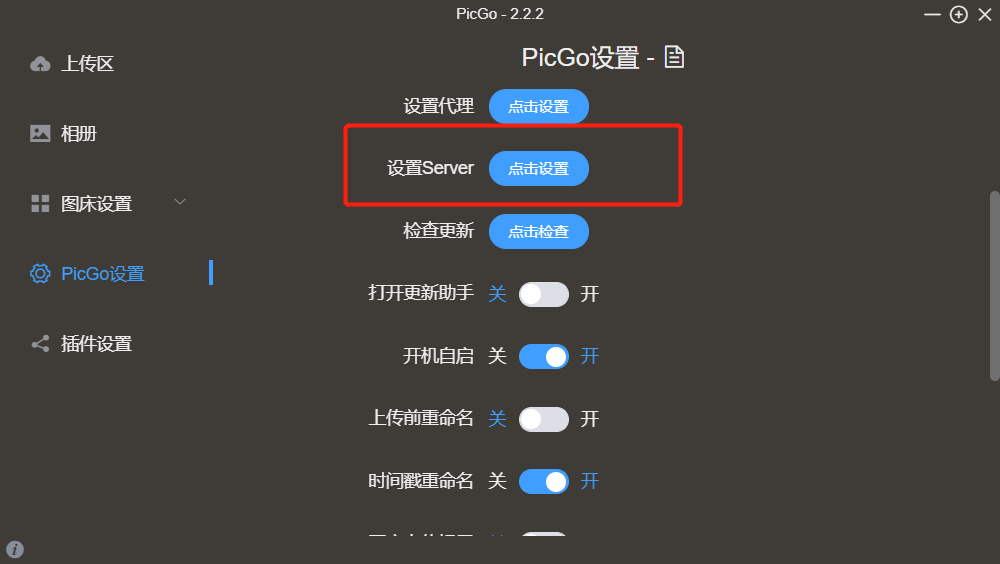 PicGo - 2.2.2
上传区
相册
图床设置
PicGo设置
插件设置
PicGo设置 -
设置代理 点击设置
设置Server 点击设置
检查更新 点击检查
打开更新助手 关 开
开机自启 关 开
上传前重命名 关 开
时间戳重命名 关 开